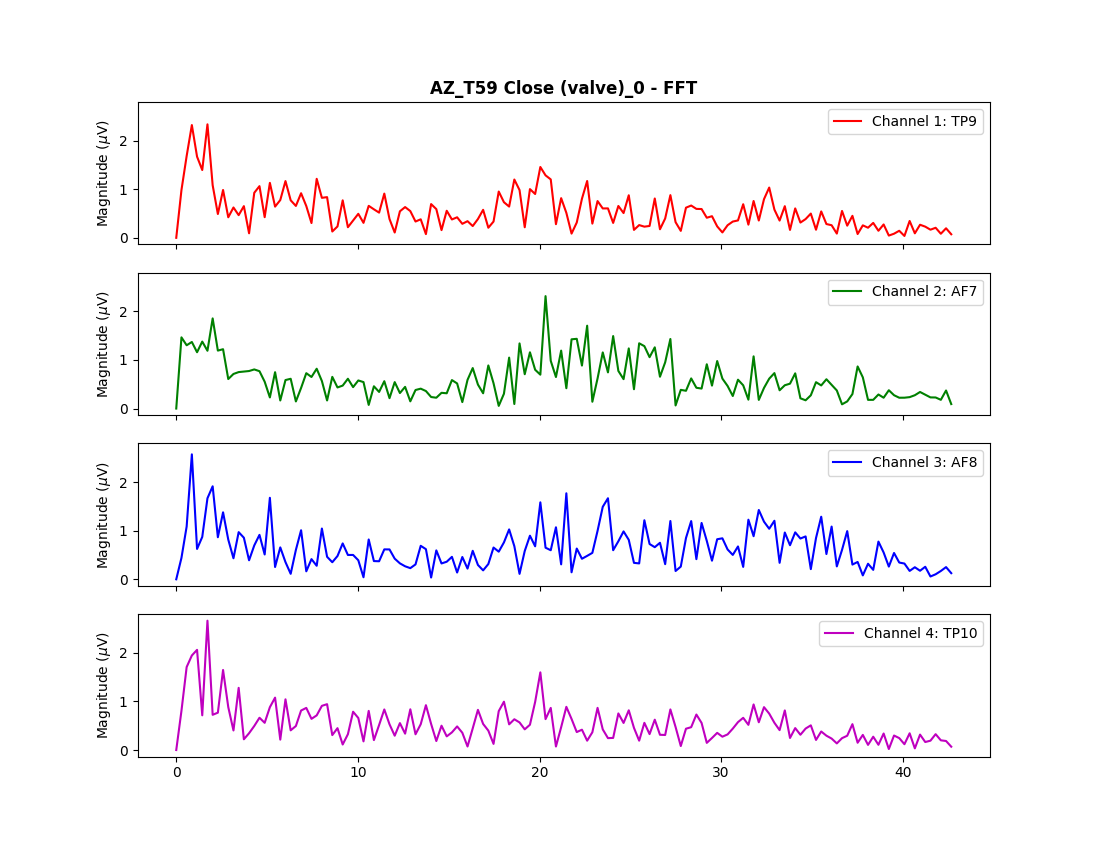 AZ_T59 Close (valve)_0 - FFT
Magnitude (μV)
2
1
0
Channel 1: TP9
Magnitude (μV)
2
1
0
Channel 2: AF7
Magnitude (μV)
2
1
0
Channel 3: AF8
Magnitude (μV)
2
1
0
Channel 4: TP10
0 10 20 30 40